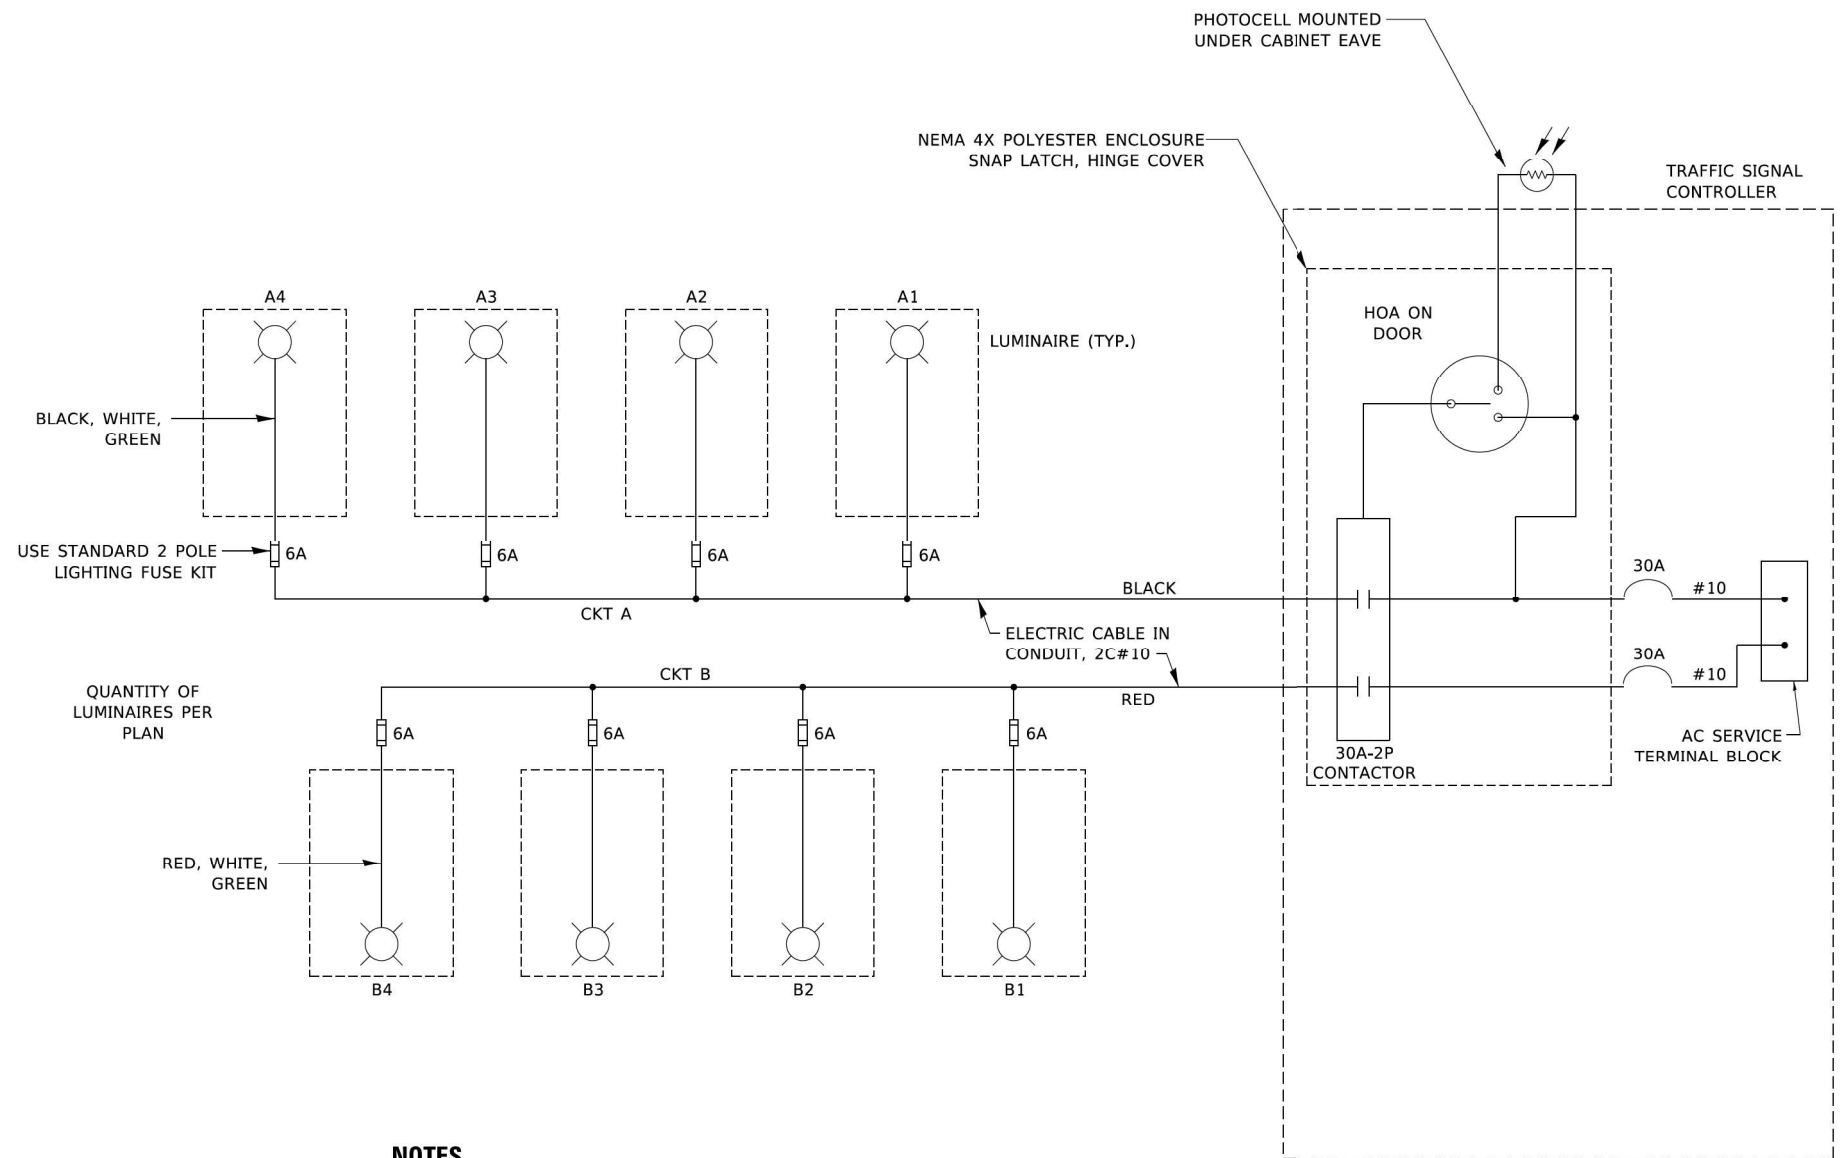 PHOTOCELL MOUNTED
UNDER CABINET EAVE
NEMA 4X POLYESTER ENCLOSURE
SNAP LATCH, HINGE COVER
TRAFFIC SIGNAL
CONTROLLER
A4
A3
A2
A1
HOA ON
DOOR
LUMINAIRE (TYP.)
BLACK, WHITE,
GREEN
USE STANDARD 2 POLE
LIGHTING FUSE KIT
6A
6A
6A
6A
30A
#10
BLACK
CKT A
ELECTRIC CABLE IN
CONDUIT, 2C#10
30A
#10
CKT B
RED
QUANTITY OF
LUMINAIRES PER
PLAN
6A
6A
6A
6A
AC SERVICE
TERMINAL BLOCK
30A-2P
CONTACTOR
RED, WHITE,
GREEN
B4
B3
B2
B1
NOTES